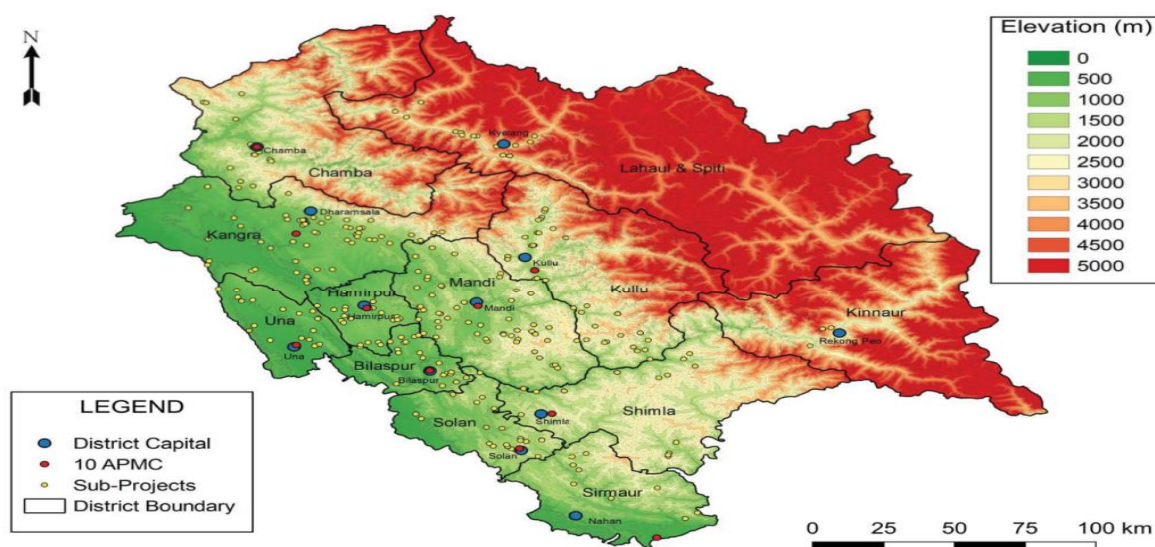 N
Elevation (m)
0
500
1000
1500
2000
2500
3000
3500
4000
4500
5000
Kyelang
Chamba
Chamba
Lahaul & Spiti
Dharamsala
Kangra
Kullu
Mandi
Kullu
Hamirpur
Mandi
Hamirpur
Kinnaur
Una
Rekong Peo
Una
Bilaspur
Bilaspur
Shimla
Solan
Shimla
Solan
Sirmaur
Nahan
LEGEND
District Capital
10 APMC
Sub-Projects
District Boundary
0 25 50 75 100 km